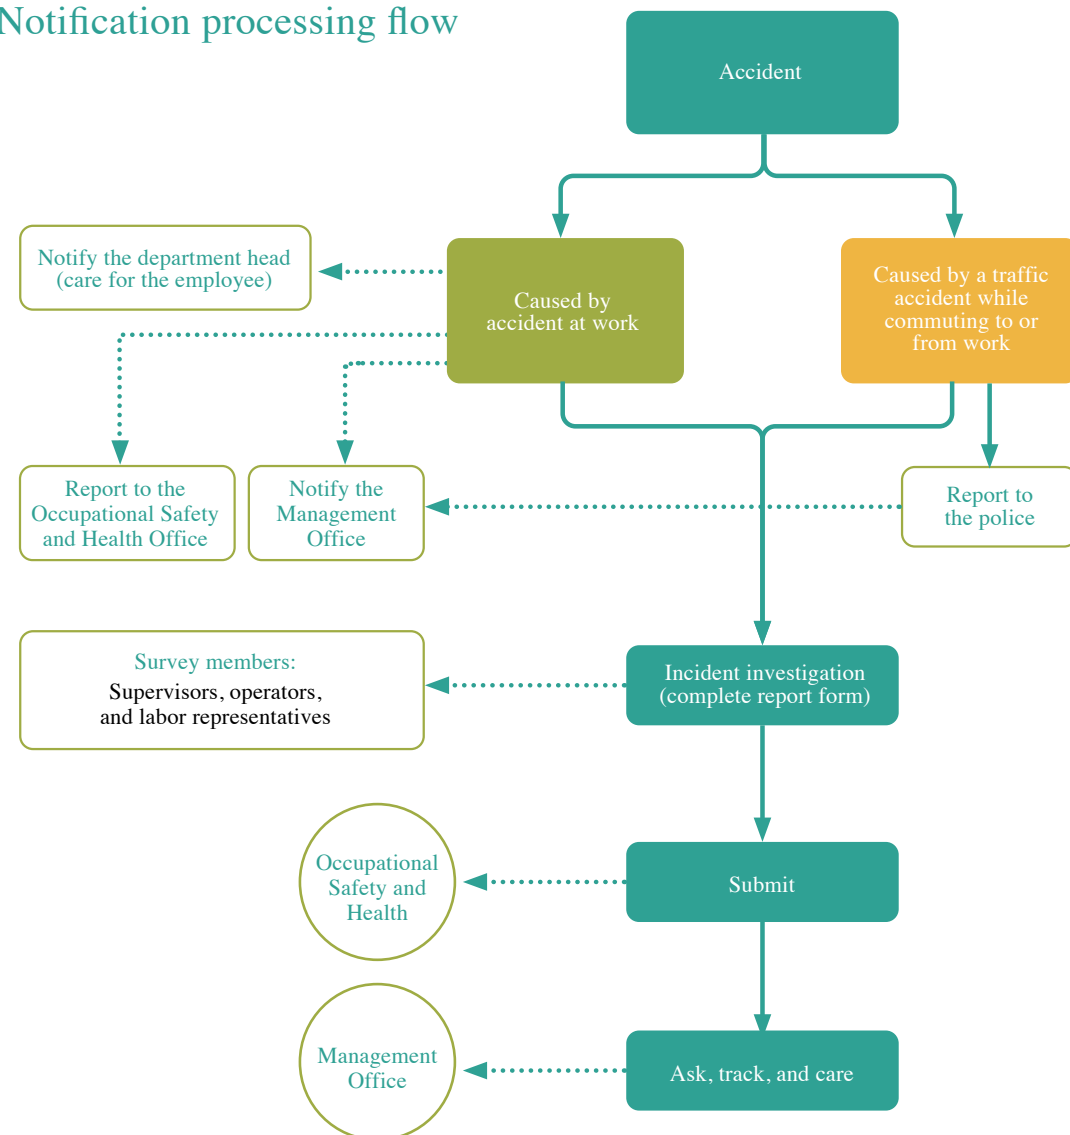 Notification processing flow
Accident
Notify the department head
(care for the employee)
Caused by
accident at work
Caused by a traffic
accident while
commuting to or
from work
Report to the
Occupational Safety
and Health Office
Notify the
Management
Office
Report to
the police
Survey members:
Supervisors, operators,
and labor representatives
Incident investigation
(complete report form)
Occupational
Safety and
Health
Submit
Management
Office
Ask, track, and care